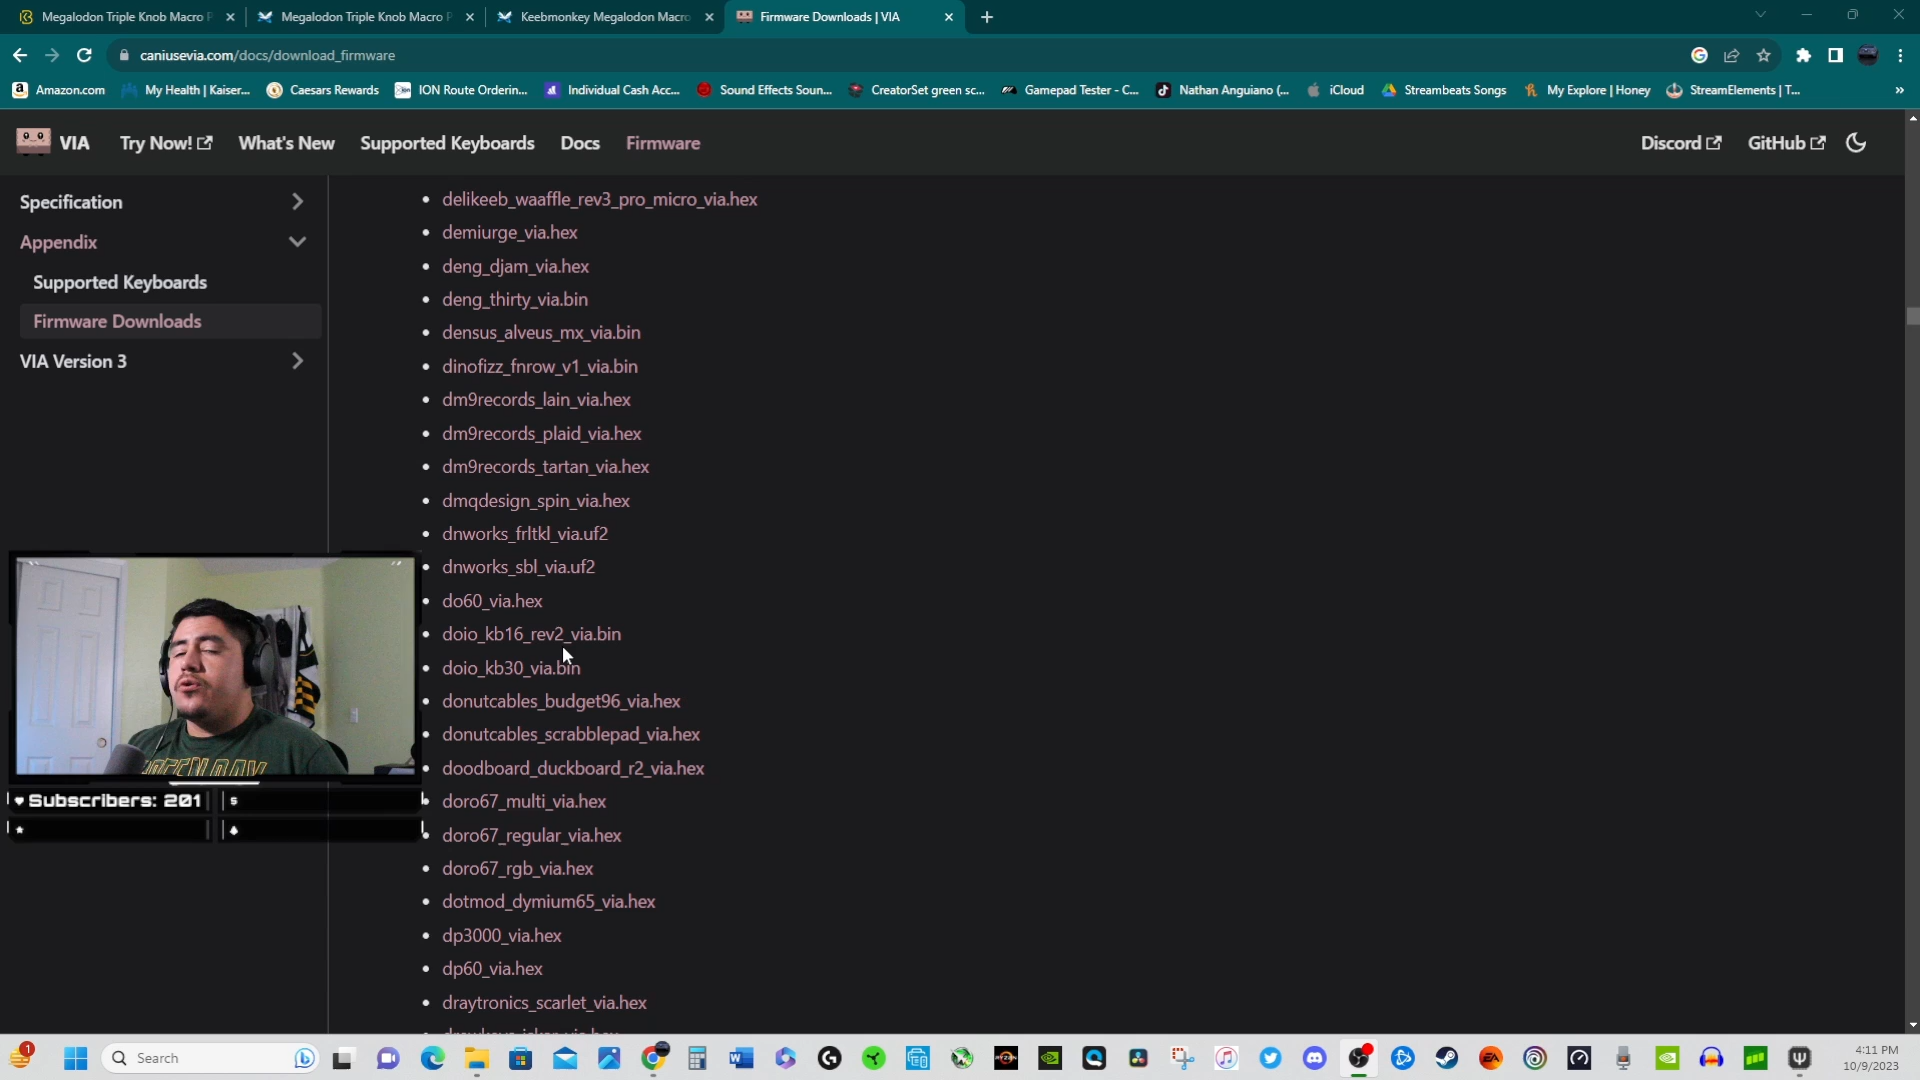 Megalodon Triple Knob Macro P
Megalodon Triple Knob Macro P
Keebmonkey Megalodon Macro
Firmware Downloads | VIA
caniusevia.com/docs/download_firmware
Amazon.com
My Health | Kaiser...
Caesars Rewards
ION Route Orderin...
Individual Cash Acc...
Sound Effects Soun...
CreatorSet green sc...
Gamepad Tester - C...
Nathan Anguiano (...
iCloud
Streambeats Songs
My Explore | Honey
StreamElements | T...
VIA
Try Now!
What's New
Supported Keyboards
Docs
Firmware
Discord
GitHub
Specification
Appendix
Supported Keyboards
Firmware Downloads
VIA Version 3
delikeeb_waaffle_rev3_pro_micro_via.hex
demiurge_via.hex
deng_djam_via.hex
deng_thirty_via.bin
densus_alveus_mx_via.bin
dinofizz_fnrow_v1_via.bin
dm9records_lain_via.hex
dm9records_plaid_via.hex
dm9records_tartan_via.hex
dmqdesign_spin_via.hex
dnworks_frltkl_via.uf2
dnworks_sbl_via.uf2
do60_via.hex
doio_kb16_rev2_via.bin
doio_kb30_via.bin
donutcables_budget96_via.hex
donutcables_scrabblepad_via.hex
doodboard_duckboard_r2_via.hex
doro67_multi_via.hex
doro67_regular_via.hex
doro67_rgb_via.hex
dotmod_dymium65_via.hex
dp3000_via.hex
dp60_via.hex
draytronics_scarlet_via.hex
Subscribers: 201
1
Search
4:11 PM
10/9/2023